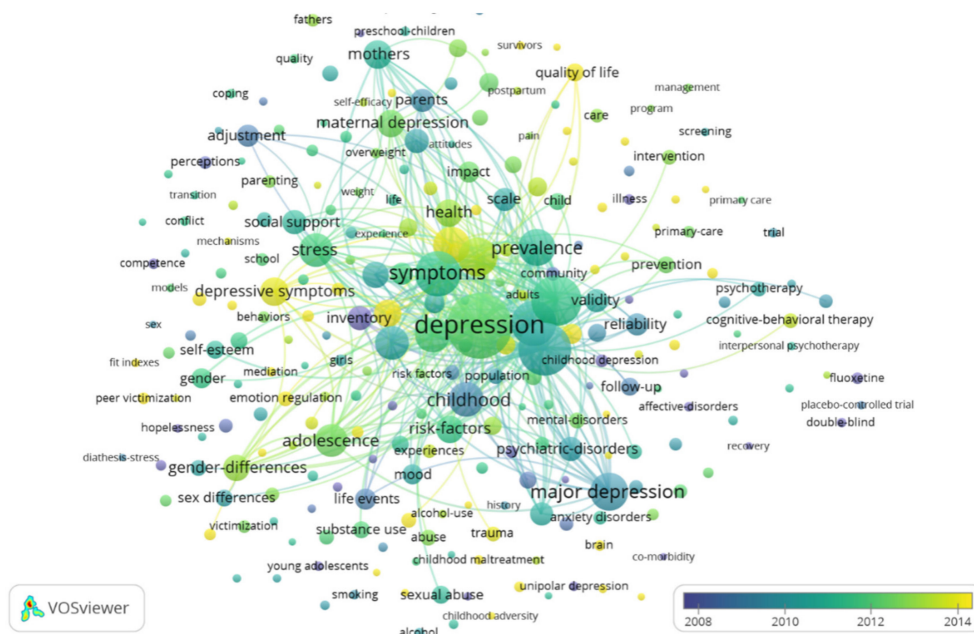 fathers
preschool-children
survivors
mothers
quality
quality of life
management
coping
parents
postpartum
self-efficacy
care
program
maternal depression
adjustment
attitudes
pain
screening
overweight
perceptions
impact
intervention
parenting
transition
weight
life
scale
child
illness
primary care
health
conflict
social support
experience
primary-care
trial
mechanisms
stress
prevalence
school
competence
symptoms
community
prevention
models
depressive symptoms
adults
validity
psychotherapy
behaviors
inventory
depression
reliability
cognitive-behavioral therapy
sex
self-esteem
girls
childhood depression
interpersonal psychotherapy
fit indexes
mediation
gender
risk factors
population
fluoxetine
follow-up
peer victimization
emotion regulation
childhood
affective-disorders
placebo-controlled trial
hopelessness
risk-factors
mental-disorders
double-blind
adolescence
experiences
psychiatric-disorders
recovery
diathesis-stress
gender-differences
mood
sex differences
life events
history
major depression
victimization
substance use
alcohol-use
anxiety disorders
abuse
trauma
brain
young adolescents
childhood maltreatment
co-morbidity
unipolar depression
smoking
sexual abuse
childhood adversity
alcohol
VOSviewer
2008 2010 2012 2014